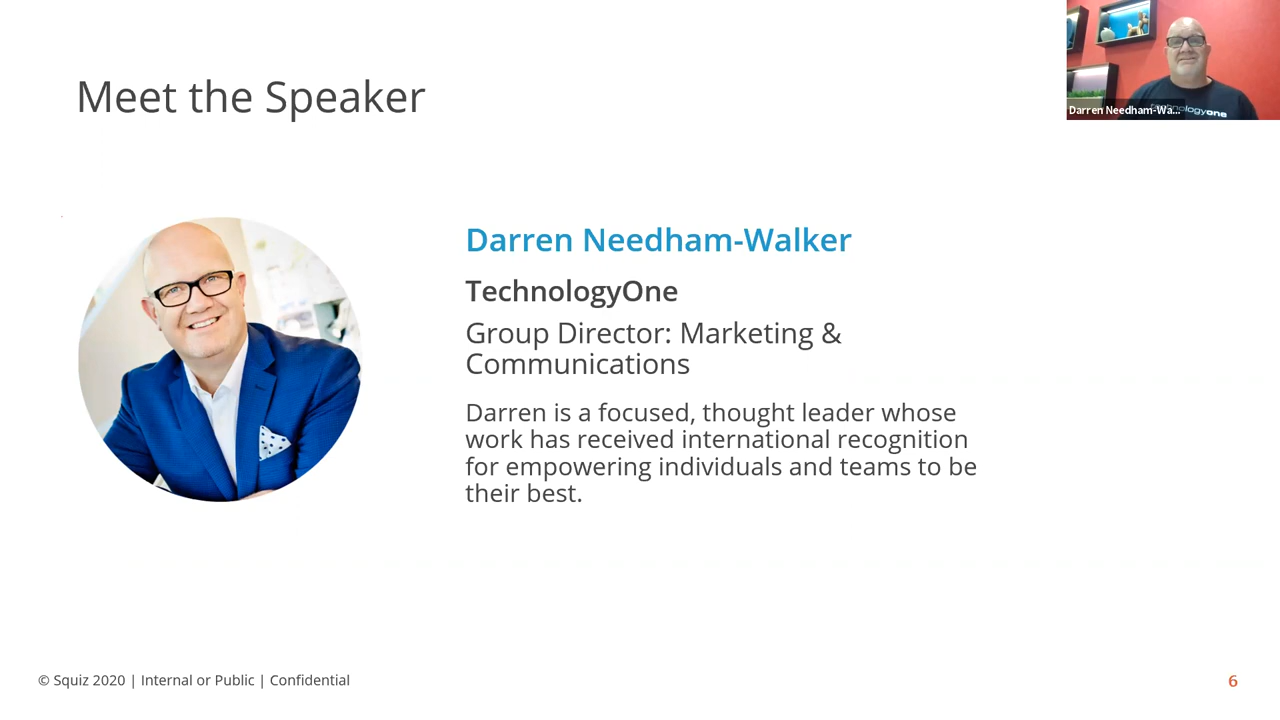 Meet the Speaker
Darren Needham-Wa...
technologyone
Darren Needham-Walker
TechnologyOne
Group Director: Marketing &
Communications
Darren is a focused, thought leader whose
work has received international recognition
for empowering individuals and teams to be
their best.
© Squiz 2020 | Internal or Public | Confidential
6